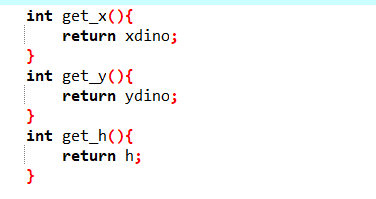 int get_x(){
return xdino;
}
int get_y(){
return ydino;
}
int get_h(){
return h;
}